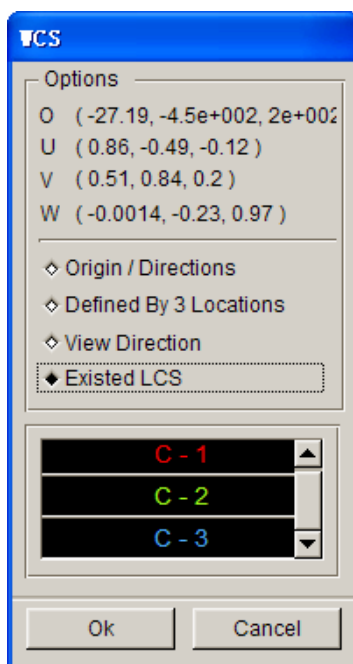 WCS
Options
O ( -27.19, -4.5e+002, 2e+002
U ( 0.86, -0.49, -0.12 )
V ( 0.51, 0.84, 0.2 )
W ( -0.0014, -0.23, 0.97 )
Origin / Directions
Defined By 3 Locations
View Direction
Existed LCS
C - 1
C - 2
C - 3
Ok Cancel